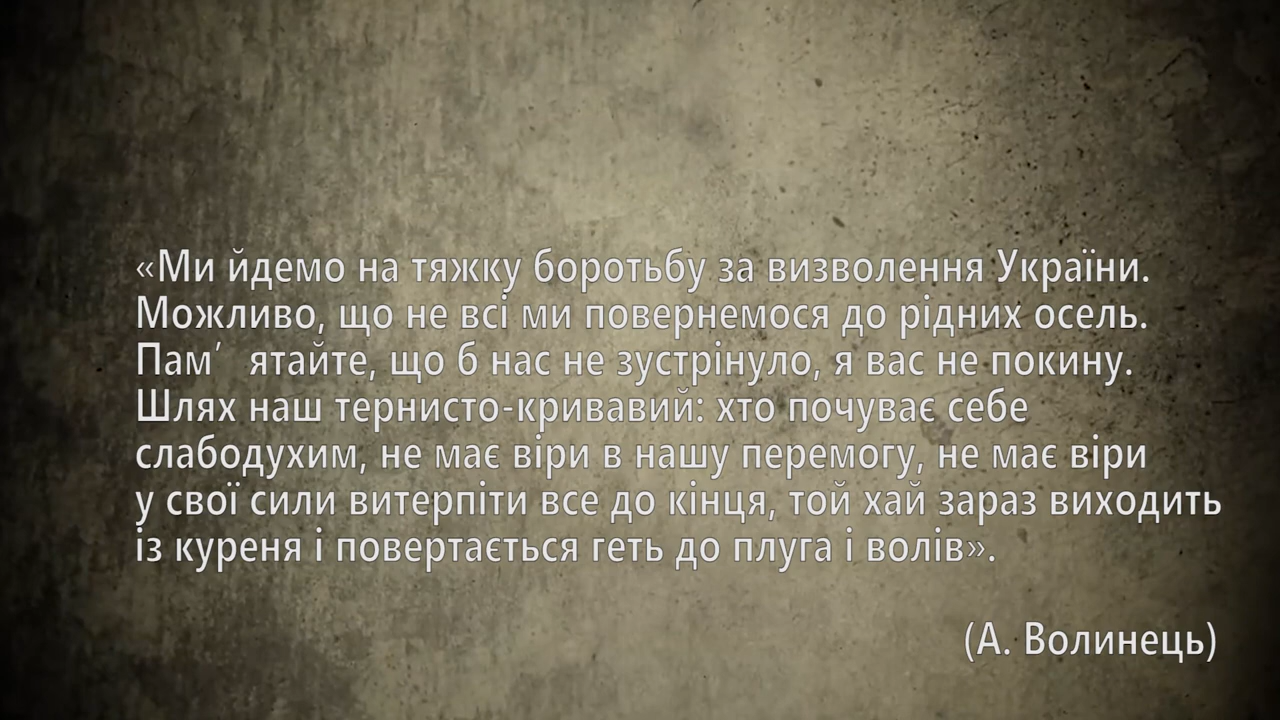 «Ми йдемо на тяжку боротьбу за визволення України.
Можливо, що не всі ми повернемося до рідних осель.
Пам’ ятайте, що б нас не зустрінуло, я вас не покину.
Шлях наш тернисто-кривавий: хто почуває себе
слабодухим, не має віри в нашу перемогу, не має віри
у свої сили витерпіти все до кінця, той хай зараз виходить
із куреня і повертається геть до плуга і волів».
(А. Волинець)